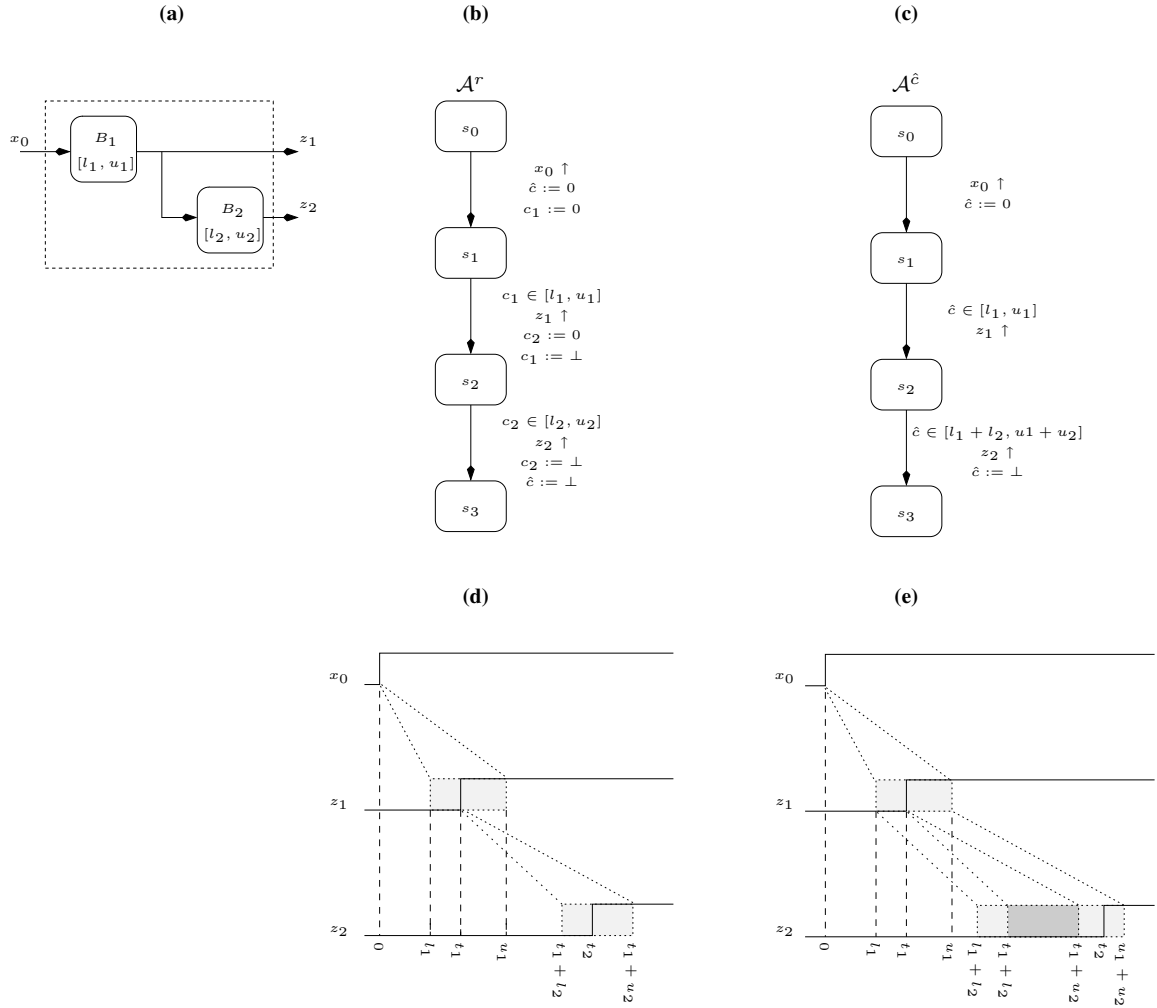 (a)
(b)
(c)
x₀
B₁
[l₁, u₁]
z₁
B₂
[l₂, u₂]
z₂
𝒜ʳ
s₀
x₀ ↑
ĉ := 0
c₁ := 0
s₁
c₁ ∈ [l₁, u₁]
z₁ ↑
c₂ := 0
c₁ := ⊥
s₂
c₂ ∈ [l₂, u₂]
z₂ ↑
c₂ := ⊥
ĉ := ⊥
s₃
𝒜^ĉ
s₀
x₀ ↑
ĉ := 0
s₁
ĉ ∈ [l₁, u₁]
z₁ ↑
s₂
ĉ ∈ [l₁ + l₂, u1 + u₂]
z₂ ↑
ĉ := ⊥
s₃
(d)
(e)
x₀
z₁
z₂
0
l₁
t₁
u₁
t₁ + l₂
t₂
t₁ + u₂
x₀
z₁
z₂
0
l₁
t₁
u₁
l₁ + l₂
t₁ + l₂
t₁ + u₂
t₂
u₁ + u₂